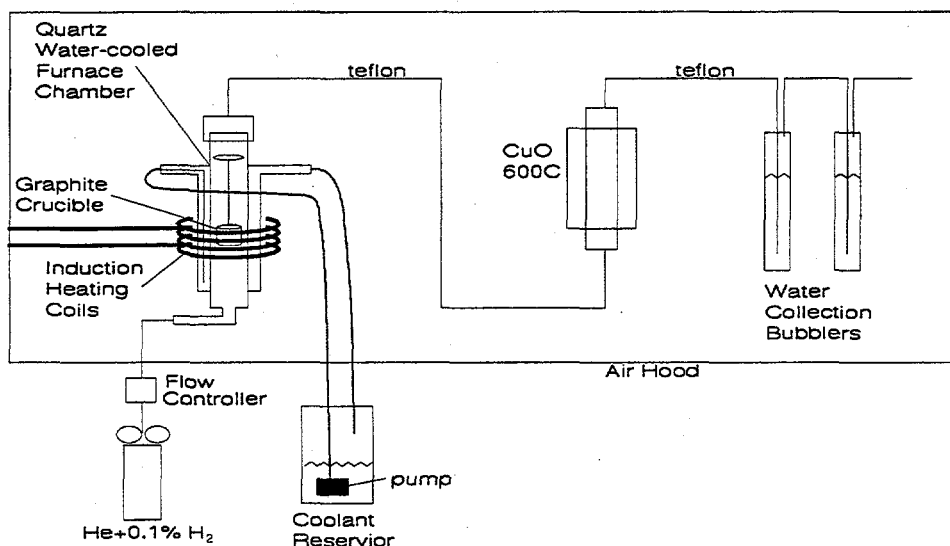 Quartz
Water-cooled
Furnace
Chamber
teflon
teflon
CuO
600C
Graphite
Crucible
Induction
Heating
Coils
Water
Collection
Bubblers
Air Hood
Flow
Controller
pump
He+0.1% H₂
Coolant
Reservior